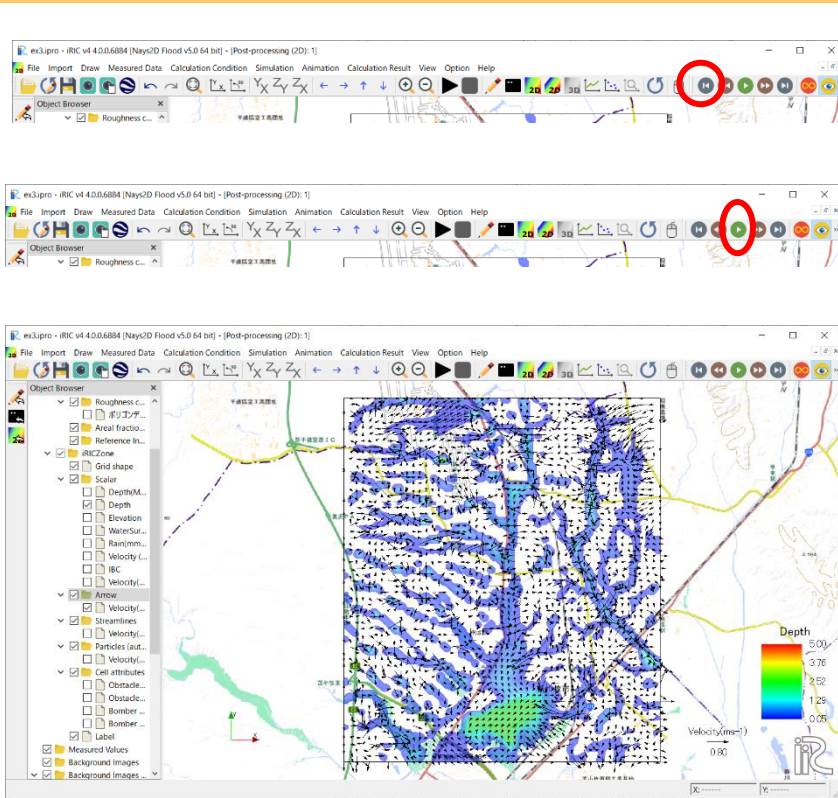 ex3.ipro - iRIC v4 4.0.0.6884 [Nays2D Flood v5.0 64 bit] - [Post-processing (2D): 1]
File Import Draw Measured Data Calculation Condition Simulation Animation Calculation Result View Option Help
Object Browser
Roughness c...
ex3.ipro - iRIC v4 4.0.0.6884 [Nays2D Flood v5.0 64 bit] - [Post-processing (2D): 1]
File Import Draw Measured Data Calculation Condition Simulation Animation Calculation Result View Option Help
Object Browser
Roughness c...
ex3.ipro - iRIC v4 4.0.0.6884 [Nays2D Flood v5.0 64 bit] - [Post-processing (2D): 1]
File Import Draw Measured Data Calculation Condition Simulation Animation Calculation Result View Option Help
Object Browser
Roughness c...
ポリゴンデ...
Areal fractio...
Reference In...
iRICZone
Grid shape
Scalar
Depth(M...
Depth
Elevation
WaterSur...
Rain(mm...
Velocity (...
IBC
Velocity(...
Arrow
Velocity(...
Streamlines
Velocity(...
Particles (aut...
Velocity(...
Cell attributes
Obstacle...
Obstacle...
Bomber ...
Bomber ...
Label
Measured Values
Background Images
Background Images ...
Depth
5.00
3.76
2.52
1.29
0.05
Velocity(ms-1)
0.80
X: ------
Y: ------